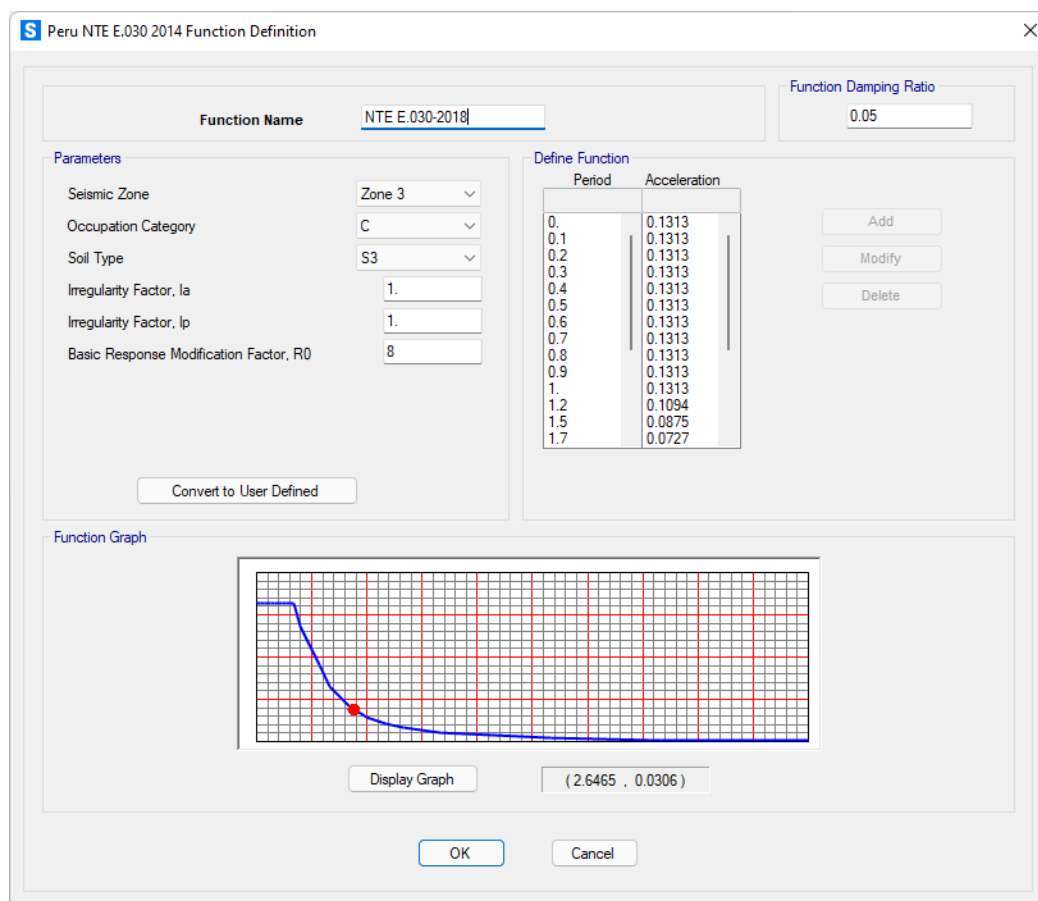 S Peru NTE E.030 2014 Function Definition
Function Name NTE E.030-2018
Function Damping Ratio
0.05
Parameters
Seismic Zone Zone 3
Occupation Category C
Soil Type S3
Irregularity Factor, Ia 1.
Irregularity Factor, Ip 1.
Basic Response Modification Factor, R0 8
Convert to User Defined
Define Function
Period Acceleration
0. 0.1313
0.1 0.1313
0.2 0.1313
0.3 0.1313
0.4 0.1313
0.5 0.1313
0.6 0.1313
0.7 0.1313
0.8 0.1313
0.9 0.1313
1. 0.1313
1.2 0.1094
1.5 0.0875
1.7 0.0727
Add
Modify
Delete
Function Graph
Display Graph (2.6465 , 0.0306)
OK Cancel